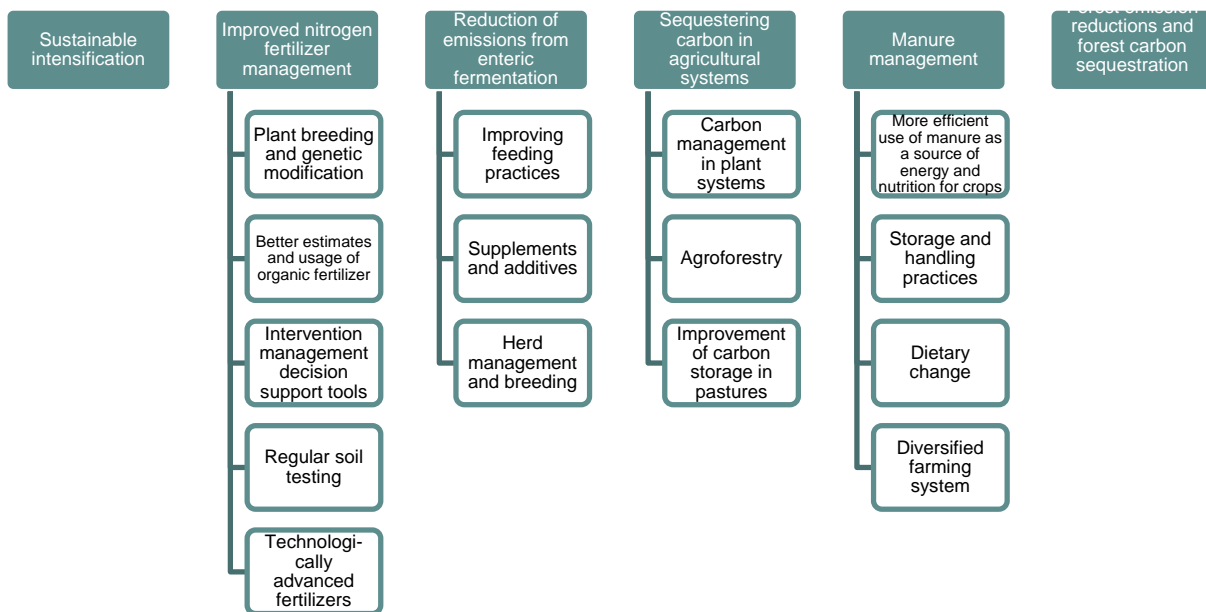 Sustainable
intensification
Improved nitrogen
fertilizer
management
Plant breeding
and genetic
modification
Better estimates
and usage of
organic fertilizer
Intervention
management
decision
support tools
Regular soil
testing
Technologi-
cally
advanced
fertilizers
Reduction of
emissions from
enteric
fermentation
Improving
feeding
practices
Supplements
and additives
Herd
management
and breeding
Sequestering
carbon in
agricultural
systems
Carbon
management
in plant
systems
Agroforestry
Improvement
of carbon
storage in
pastures
Manure
management
More efficient
use of manure as
a source of
energy and
nutrition for crops
Storage and
handling
practices
Dietary
change
Diversified
farming
system
Forest emission
reductions and
forest carbon
sequestration